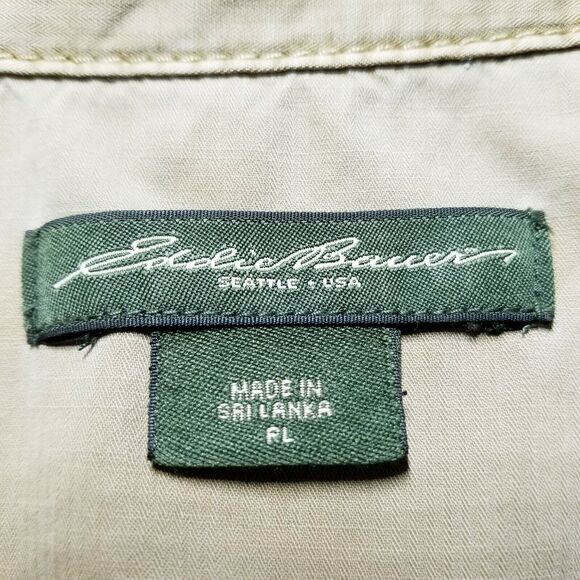 Eddie Bauer
SEATTLE • USA
MADE IN
SRI LANKA
RL